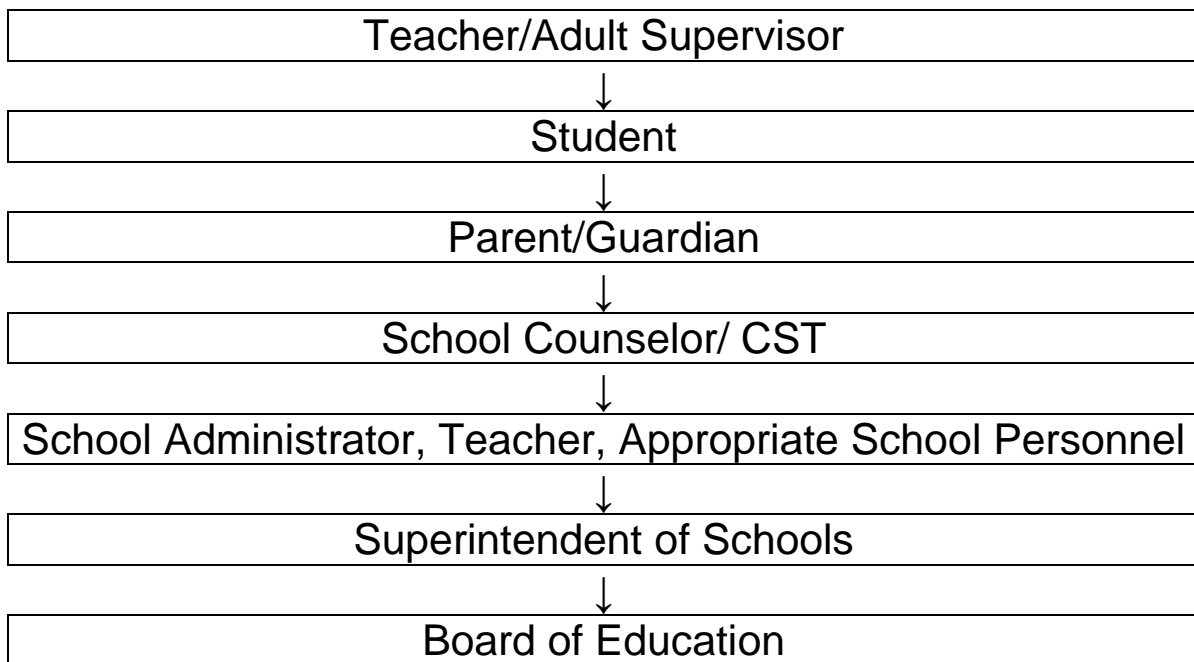 Teacher/Adult Supervisor
↓
Student
↓
Parent/Guardian
↓
School Counselor/ CST
↓
School Administrator, Teacher, Appropriate School Personnel
↓
Superintendent of Schools
↓
Board of Education